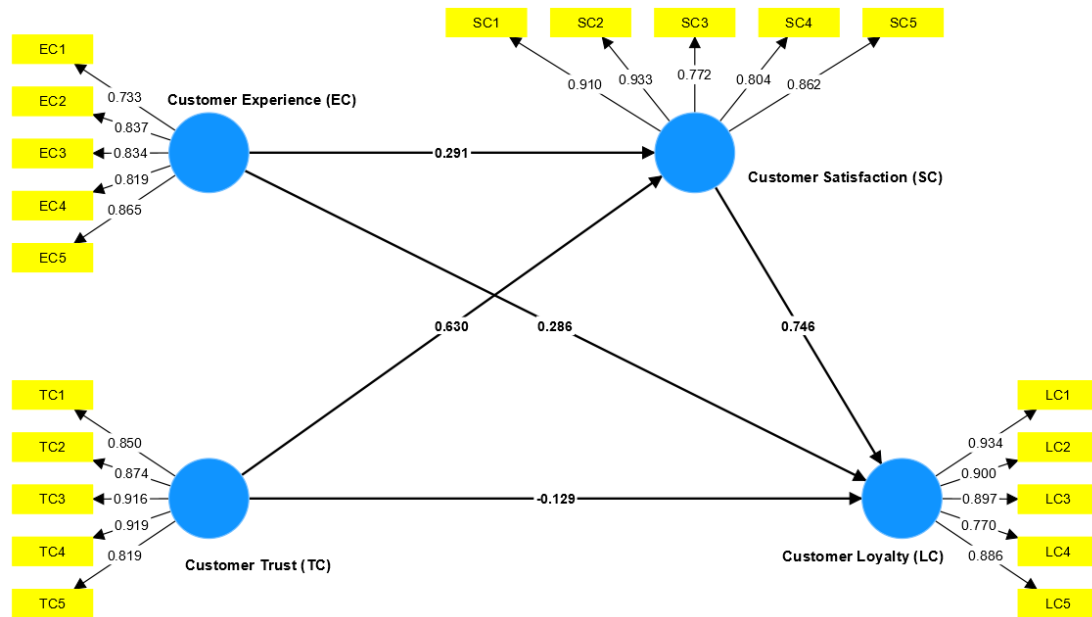 SC1 SC2 SC3 SC4 SC5
0.910 0.933 0.772 0.804 0.862
EC1
EC2
EC3
EC4
EC5
0.733
0.837
0.834
0.819
0.865
Customer Experience (EC)
0.291
Customer Satisfaction (SC)
0.630
0.286
0.746
TC1
TC2
TC3
TC4
TC5
0.850
0.874
0.916
0.919
0.819
Customer Trust (TC)
-0.129
Customer Loyalty (LC)
0.934
0.900
0.897
0.770
0.886
LC1
LC2
LC3
LC4
LC5